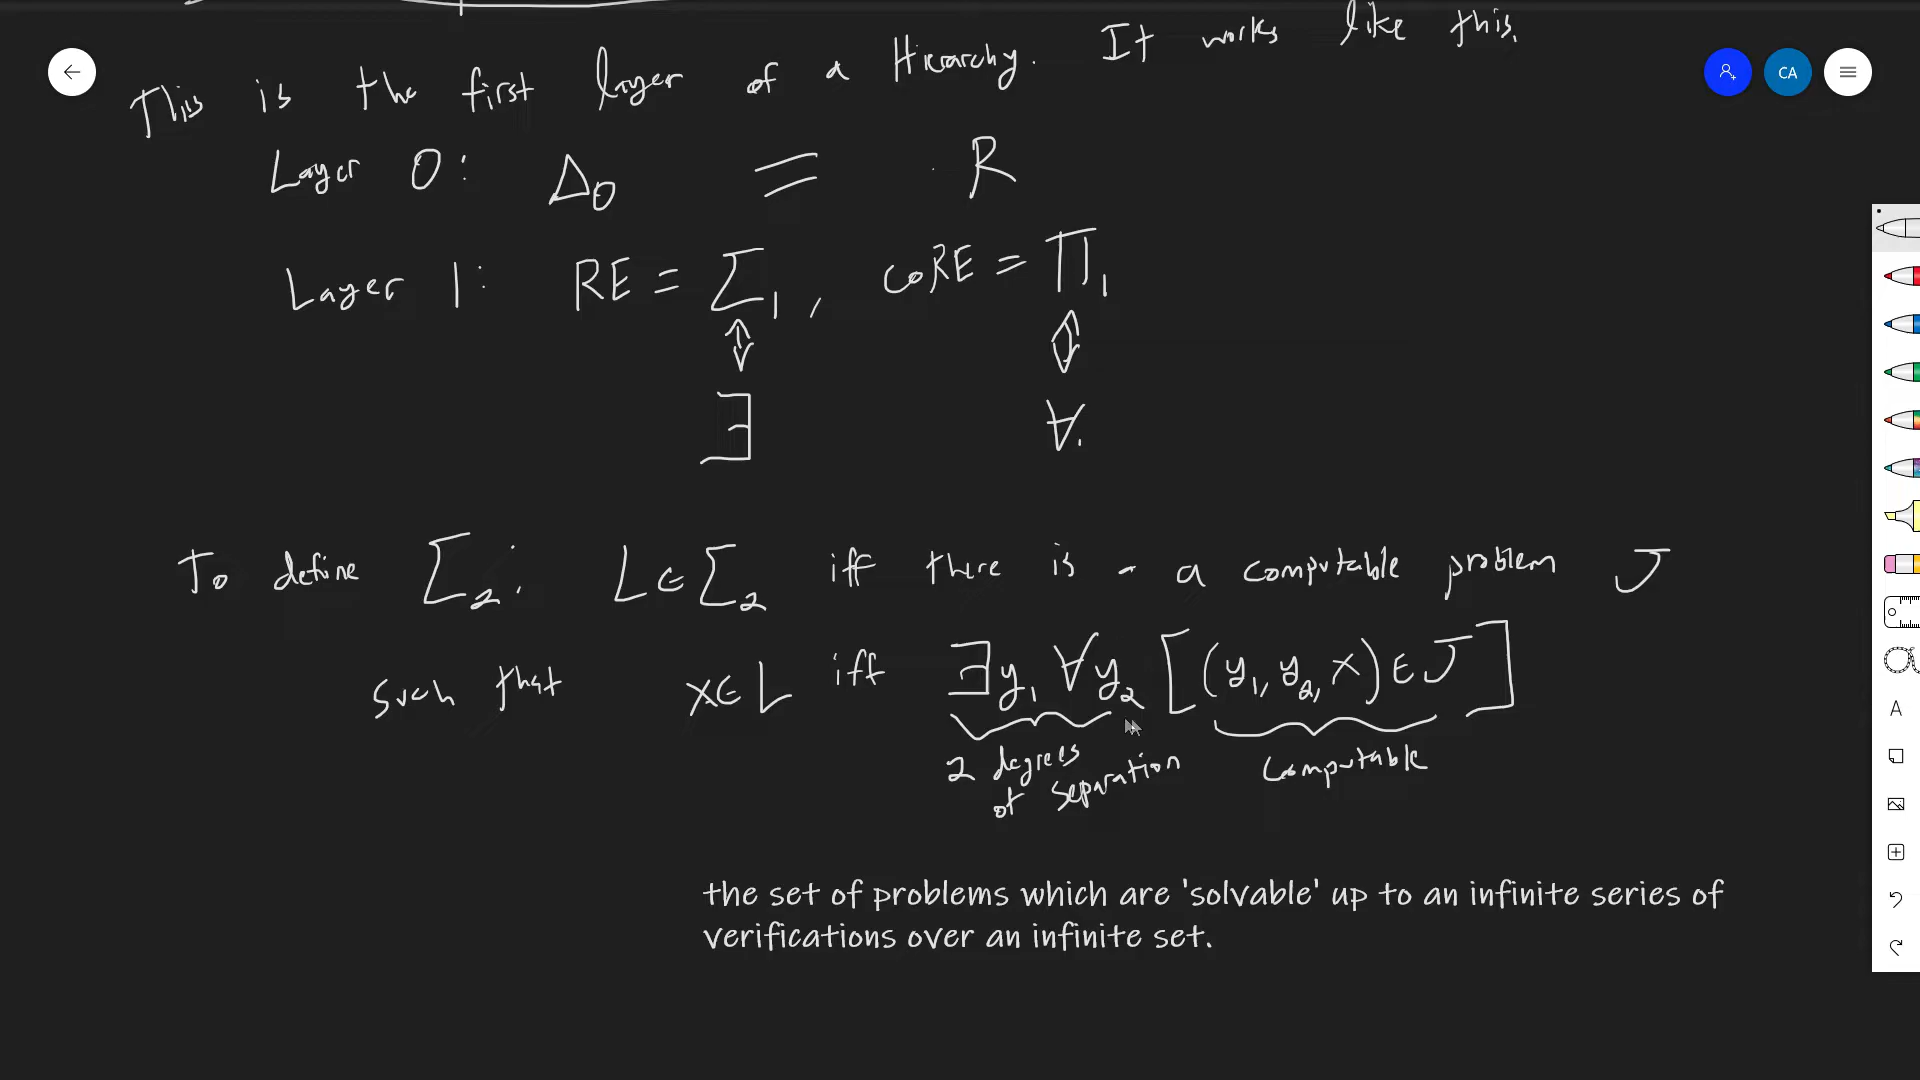 This is the first layer of a Hierarchy. It works like this.
CA
Layer 0: Δ₀ = R
Layer 1: RE = Σ₁, coRE = Π₁
∃ ∀.
To define Σ₂: L ∈ Σ₂ iff there is - a computable problem J
such that x ∈ L iff ∃y₁ ∀y₂ [(y₁, y₂, x) ∈ J]
2 degrees of separation computable
the set of problems which are 'solvable' up to an infinite series of
verifications over an infinite set.
A